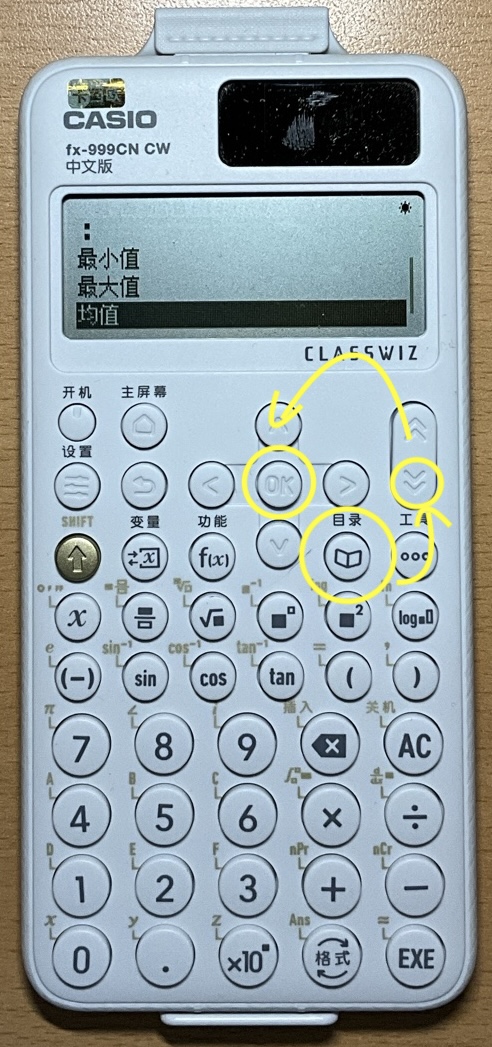 CASIO
fx-999CN CW
中文版
:
最小值
最大值
均值
CLASSWIZ
开机 主屏幕
设置
OK
SHIFT 变量 功能 目录 工具
x f(x)
x √ log
e sin⁻¹ cos⁻¹ tan⁻¹ = ,
(−) sin cos tan ( )
π ∠ i 插入 关机
7 8 9 AC
A B C
4 5 6 × ÷
D E F nPr nCr
1 2 3 + −
x y z Ans ≈
0 . ×10 格式 EXE